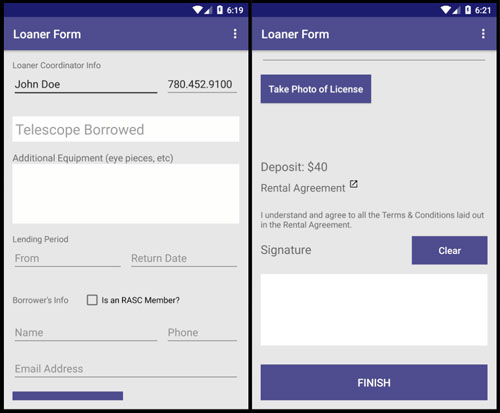 6:19
Loaner Form
Loaner Coordinator Info
John Doe 780.452.9100
Telescope Borrowed
Additional Equipment (eye pieces, etc)
Lending Period
From Return Date
Borrower's Info Is an RASC Member?
Name Phone
Email Address
6:21
Loaner Form
Take Photo of License
Deposit: $40
Rental Agreement
I understand and agree to all the Terms & Conditions laid out
in the Rental Agreement.
Signature Clear
FINISH